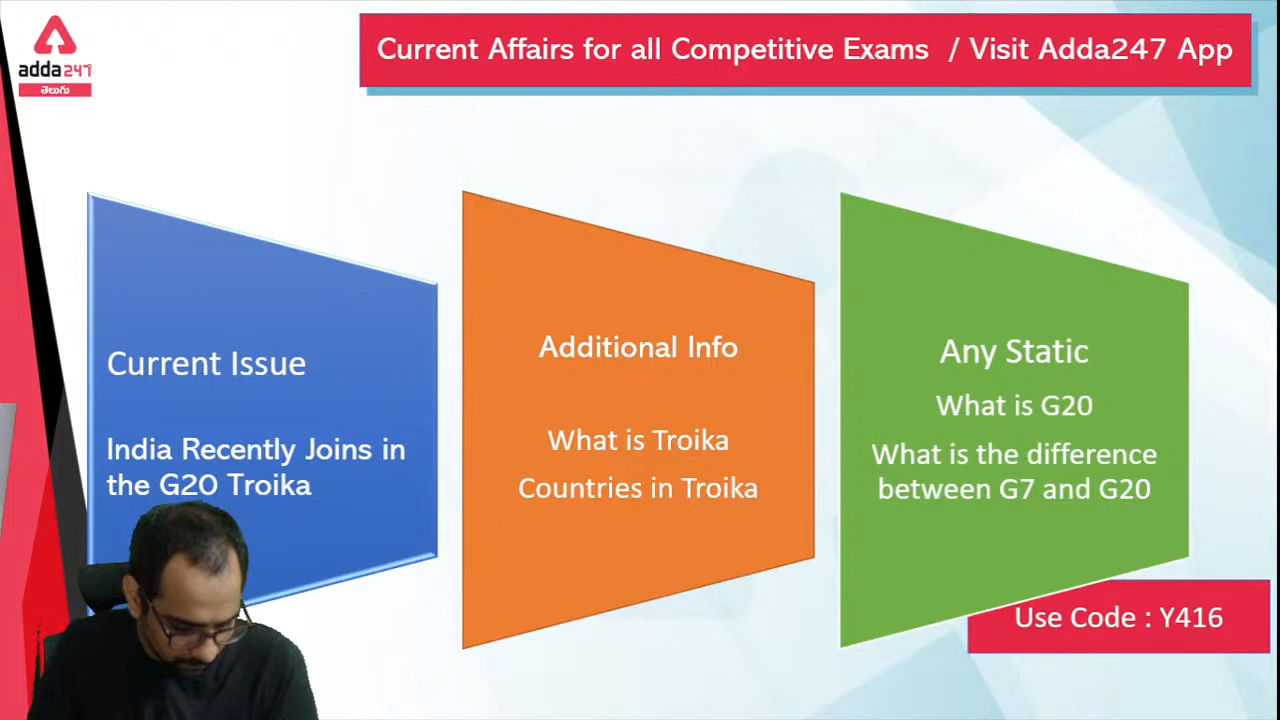 adda247
తెలుగు
Current Affairs for all Competitive Exams / Visit Adda247 App
Current Issue
India Recently Joins in
the G20 Troika
Additional Info
What is Troika
Countries in Troika
Any Static
What is G20
What is the difference
between G7 and G20
Use Code : Y416